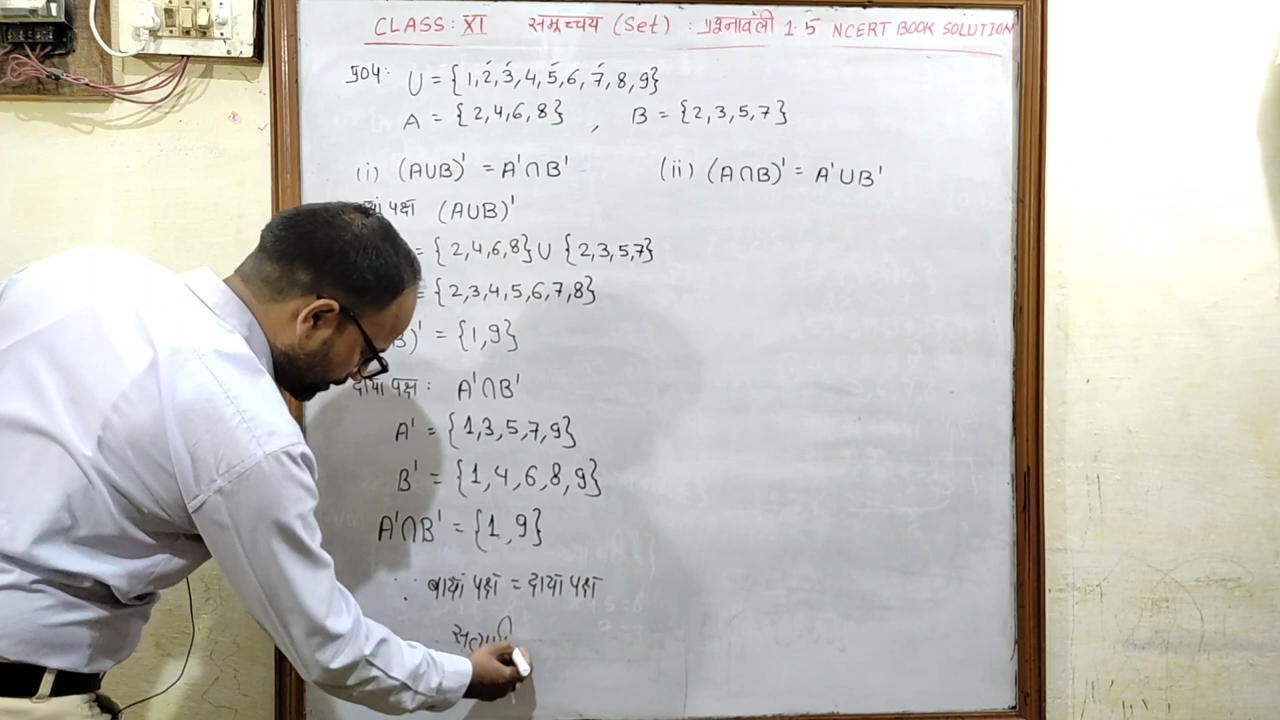 CLASS: XI समूच्चय (Set) : प्रश्नावली 1.5 NCERT BOOK SOLUTION
प्र04: U = {1,2,3,4,5,6,7,8,9}
A = {2,4,6,8} , B = {2,3,5,7}
(i) (A∪B)' = A'∩B' (ii) (A∩B)' = A'∪B'
पक्ष (A∪B)'
= {2,4,6,8} ∪ {2,3,5,7}
= {2,3,4,5,6,7,8}
B)' = {1,9}
दायां पक्ष: A'∩B'
A' = {1,3,5,7,9}
B' = {1,4,6,8,9}
A'∩B' = {1,9}
∴ बायां पक्ष = दायां पक्ष